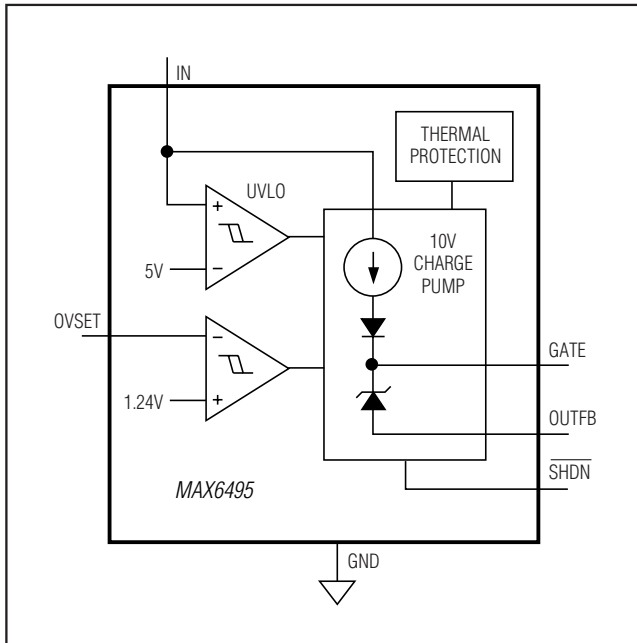 IN
THERMAL
PROTECTION
UVLO
+
5V
−
10V
CHARGE
PUMP
OVSET
−
1.24V
+
GATE
OUTFB
SHDN
MAX6495
GND